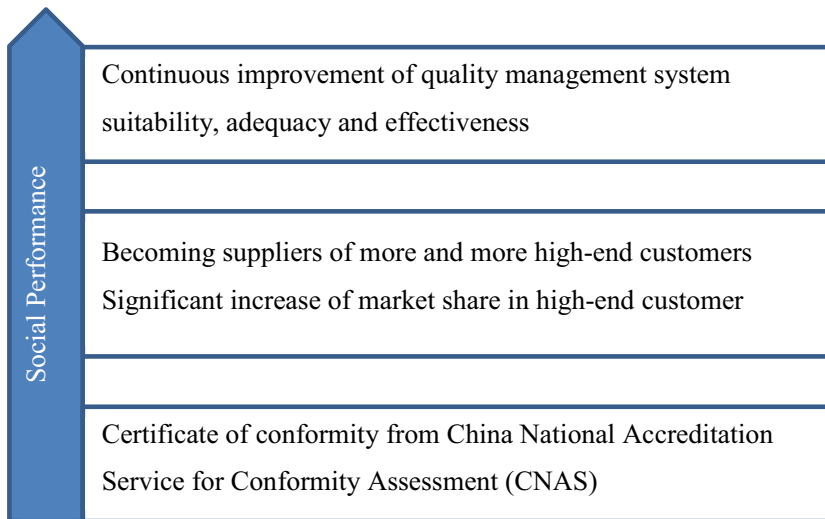 Social Performance
Continuous improvement of quality management system
suitability, adequacy and effectiveness
Becoming suppliers of more and more high-end customers
Significant increase of market share in high-end customer
Certificate of conformity from China National Accreditation
Service for Conformity Assessment (CNAS)